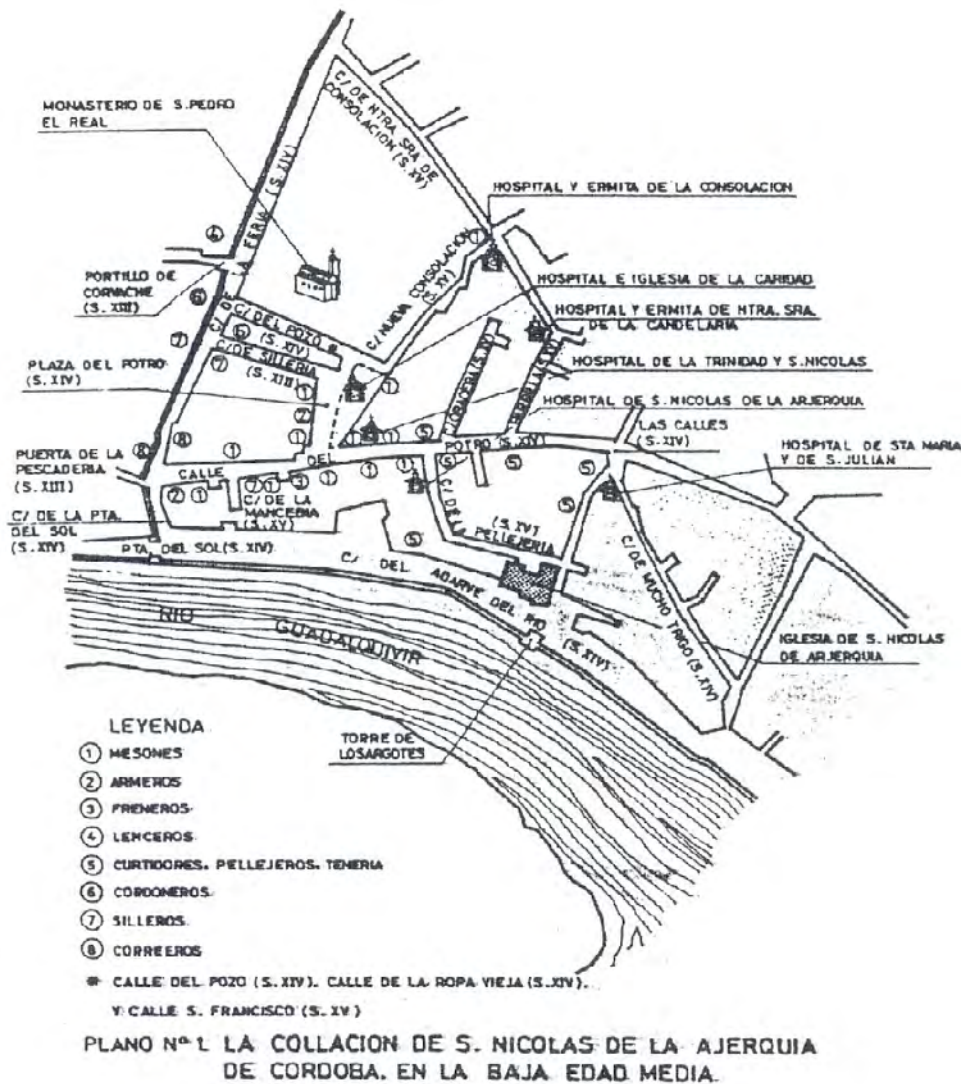 C/ DE NTRA. SRA. DE
CONSOLACION (S. XV)
MONASTERIO DE S. PEDRO
EL REAL
LA FERIA (S. XIV)
C/ DE
HOSPITAL Y ERMITA DE LA CONSOLACION
PORTILLO DE
CORVACHE
(S. XIII)
C/ NUEVA CONSOLACION
(S. XV)
HOSPITAL E IGLESIA DE LA CARIDAD
C/ DEL POZO *
(S. XIV)
HOSPITAL Y ERMITA DE NTRA. SRA.
DE LA CANDELARIA
C/ DE SILLERIA
(S. XIII)
PLAZA DEL POTRO
(S. XIV)
HOSPITAL DE LA TRINIDAD Y S. NICOLAS
HOSPITAL DE S. NICOLAS DE LA ARJERQUIA
LAS CALLES
(S. XIV)
CALLE DEL POTRO (S. XIV)
HOSPITAL DE STA MARIA
Y DE S. JULIAN
PUERTA DE LA
PESCADERIA
(S. XIII)
C/ DE LA
MANCEBIA
(S. XV)
C/ DE LA PTA.
DEL SOL
(S. XIV)
PTA. DEL SOL (S. XIV)
C/ DE LA PELLEJERIA
(S. XV)
C/ DEL ADARVE DEL RIO (S. XIV)
C/ DE MUCHO TRIGO (S. XIV)
RIO GUADALQUIVIR
IGLESIA DE S. NICOLAS
DE ARJERQUIA
TORRE DE
LOSARGOTES
LEYENDA
1 MESONES
2 ARMEROS
3 FRENEROS.
4 LENCEROS.
5 CURTIDORES. PELLEJEROS. TENERIA
6 CORDONEROS.
7 SILLEROS.
8 CORREEROS
* CALLE DEL POZO (S. XIV). CALLE DE LA ROPA VIEJA (S. XIV).
Y CALLE S. FRANCISCO (S. XV)
PLANO Nº 1. LA COLLACION DE S. NICOLAS DE LA AJERQUIA
DE CORDOBA. EN LA BAJA EDAD MEDIA.